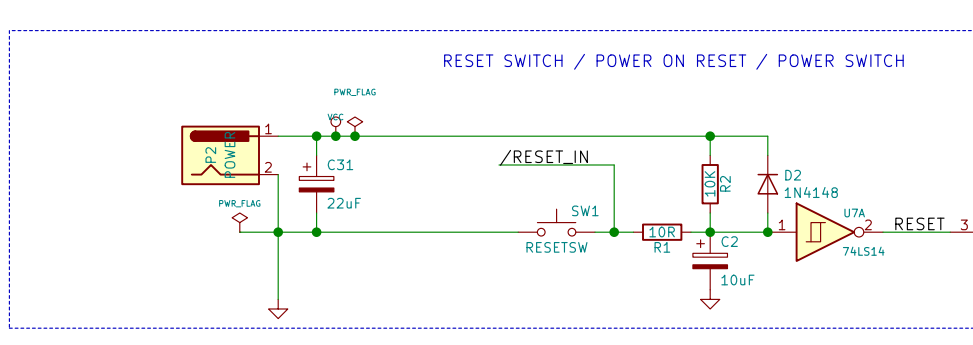 RESET SWITCH / POWER ON RESET / POWER SWITCH
PWR_FLAG
VCC
1
P2
POWER
2
+
C31
22uF
PWR_FLAG
/RESET_IN
SW1
RESETSW
10R
R1
10K
R2
D2
1N4148
+
C2
10uF
1
U7A
2
74LS14
RESET
3